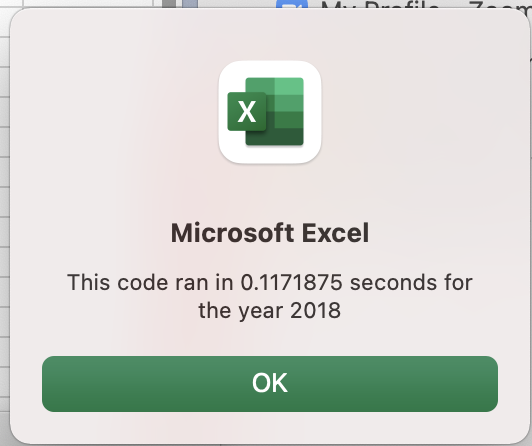 My Profile - Zoom
X
Microsoft Excel
This code ran in 0.1171875 seconds for
the year 2018
OK